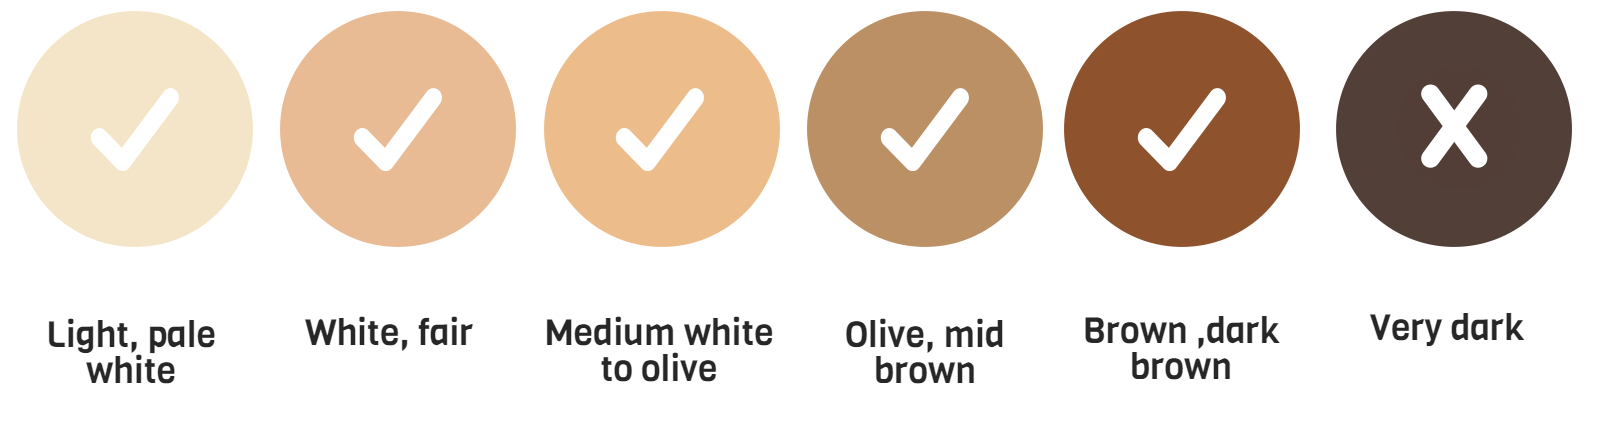 Light, pale
white
White, fair
Medium white
to olive
Olive, mid
brown
Brown ,dark
brown
Very dark